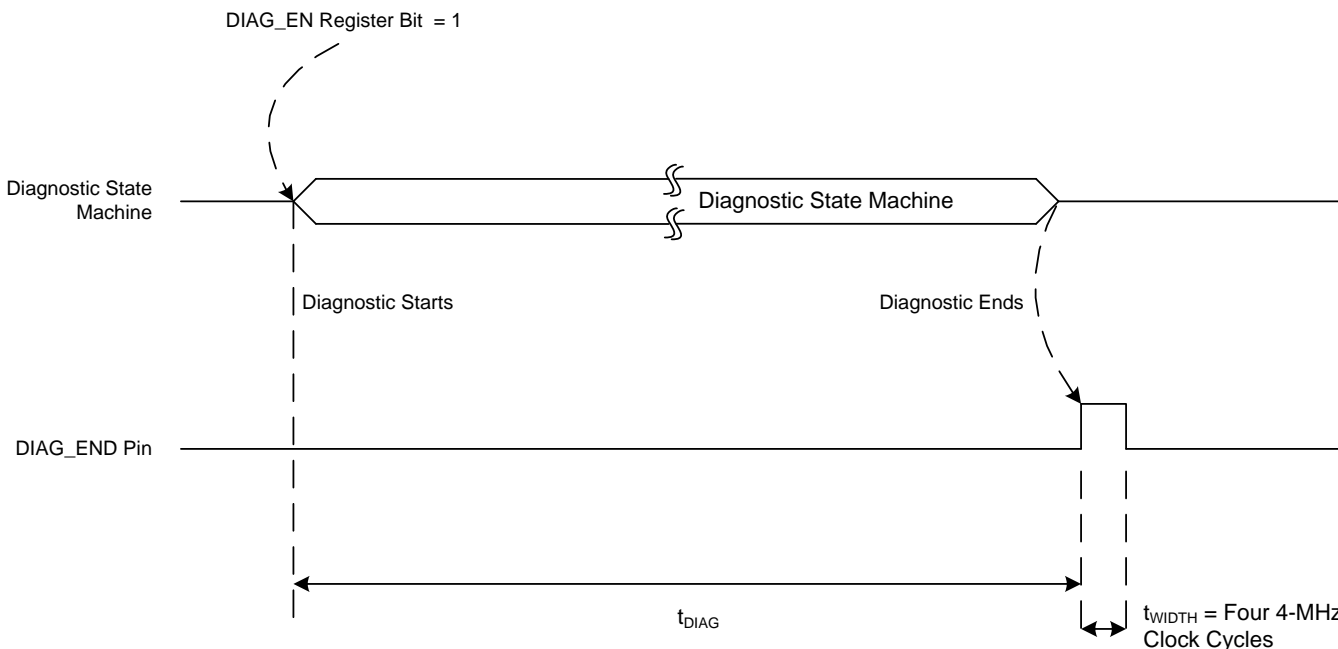 DIAG_EN Register Bit = 1
Diagnostic State
Machine
Diagnostic State Machine
Diagnostic Starts
Diagnostic Ends
DIAG_END Pin
tDIAG
tWIDTH = Four 4-MHz
Clock Cycles